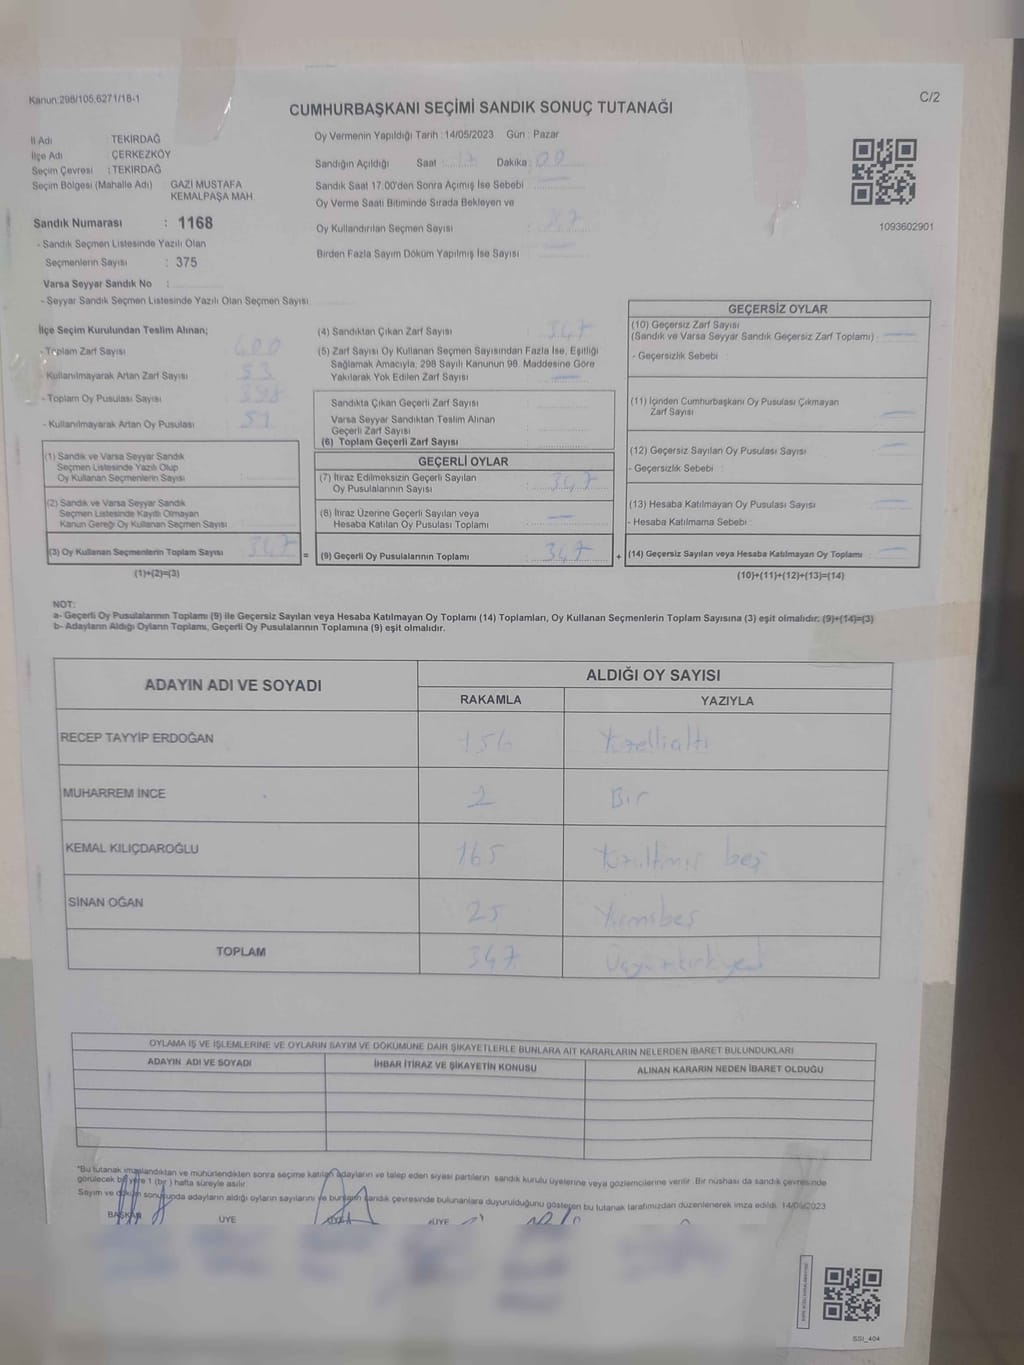 Kanun:298/105,6271/18-1
C/2
CUMHURBAŞKANI SEÇİMİ SANDIK SONUÇ TUTANAĞI
İl Adı : TEKİRDAĞ
İlçe Adı : ÇERKEZKÖY
Seçim Çevresi : TEKİRDAĞ
Seçim Bölgesi (Mahalle Adı) : GAZİ MUSTAFA
KEMALPAŞA MAH.
Sandık Numarası : 1168
- Sandık Seçmen Listesinde Yazılı Olan
Seçmenlerin Sayısı : 375
Varsa Seyyar Sandık No :
- Seyyar Sandık Seçmen Listesinde Yazılı Olan Seçmen Sayısı
Oy Vermenin Yapıldığı Tarih : 14/05/2023 Gün : Pazar
Sandığın Açıldığı Saat : 17 Dakika : 00
Sandık Saat 17:00'den Sonra Açımış İse Sebebi
Oy Verme Saati Bitiminde Sırada Bekleyen ve
Oy Kullandırılan Seçmen Sayısı :
Birden Fazla Sayım Döküm Yapılmış İse Sayısı :
1093602901
İlçe Seçim Kurulundan Teslim Alınan;
- Toplam Zarf Sayısı : 400
- Kullanılmayarak Artan Zarf Sayısı : 53
- Toplam Oy Pusulası Sayısı : 398
- Kullanılmayarak Artan Oy Pusulası : 51
(1) Sandık ve Varsa Seyyar Sandık
Seçmen Listesinde Yazılı Olup
Oy Kullanan Seçmenlerin Sayısı :
(2) Sandık ve Varsa Seyyar Sandık
Seçmen Listesinde Kayıtlı Olmayan
Kanun Gereği Oy Kullanan Seçmen Sayısı :
(3) Oy Kullanan Seçmenlerin Toplam Sayısı : 347
(1)+(2)=(3)
=
(4) Sandıktan Çıkan Zarf Sayısı : 347
(5) Zarf Sayısı Oy Kullanan Seçmen Sayısından Fazla İse, Eşitliği
Sağlamak Amacıyla, 298 Sayılı Kanunun 98. Maddesine Göre
Yakılarak Yok Edilen Zarf Sayısı :
Sandıkta Çıkan Geçerli Zarf Sayısı :
Varsa Seyyar Sandıktan Teslim Alınan
Geçerli Zarf Sayısı :
(6) Toplam Geçerli Zarf Sayısı :
GEÇERLİ OYLAR
(7) İtiraz Edilmeksizin Geçerli Sayılan
Oy Pusulalarının Sayısı : 347
(8) İtiraz Üzerine Geçerli Sayılan veya
Hesaba Katılan Oy Pusulası Toplamı :
(9) Geçerli Oy Pusulalarının Toplamı : 347
+
GEÇERSİZ OYLAR
(10) Geçersiz Zarf Sayısı
(Sandık ve Varsa Seyyar Sandık Geçersiz Zarf Toplamı) :
- Geçersizlik Sebebi :
(11) İçinden Cumhurbaşkanı Oy Pusulası Çıkmayan
Zarf Sayısı :
(12) Geçersiz Sayılan Oy Pusulası Sayısı :
- Geçersizlik Sebebi :
(13) Hesaba Katılmayan Oy Pusulası Sayısı :
- Hesaba Katılmama Sebebi :
(14) Geçersiz Sayılan veya Hesaba Katılmayan Oy Toplamı :
(10)+(11)+(12)+(13)=(14)
NOT:
a- Geçerli Oy Pusulalarının Toplamı (9) ile Geçersiz Sayılan veya Hesaba Katılmayan Oy Toplamı (14) Toplamları, Oy Kullanan Seçmenlerin Toplam Sayısına (3) eşit olmalıdır. (9)+(14)=(3)
b- Adayların Aldığı Oyların Toplamı, Geçerli Oy Pusulalarının Toplamına (9) eşit olmalıdır.
ADAYIN ADI VE SOYADI
ALDIĞI OY SAYISI
RAKAMLA YAZIYLA
RECEP TAYYİP ERDOĞAN 156 Yüzellialtı
MUHARREM İNCE Bir
KEMAL KILIÇDAROĞLU 165 beş
SİNAN OĞAN 25 Yirmibeş
TOPLAM 347 Üçyüzkırkyedi
OYLAMA İŞ VE İŞLEMLERİNE VE OYLARIN SAYIM VE DÖKÜMÜNE DAİR ŞİKAYETLERLE BUNLARA AİT KARARLARIN NELERDEN İBARET BULUNDUKLARI
ADAYIN ADI VE SOYADI İHBAR İTİRAZ VE ŞİKAYETİN KONUSU ALINAN KARARIN NEDEN İBARET OLDUĞU
*Bu tutanak imzalandıktan ve mühürlendikten sonra seçime katılan adayların ve talep eden siyasi partilerin sandık kurulu üyelerine veya gözlemcilerine verilir. Bir nüshası da sandık çevresinde
görülecek bir yere 1 (bir) hafta süreyle asılır.
Sayım ve döküm sonucunda adayların aldığı oyların sayılarını ve bunların sandık çevresinde bulunanlara duyurulduğunu gösteren bu tutanak tarafımızdan düzenlenerek imza edildi. 14/05/2023
BAŞKAN ÜYE ÜYE ÜYE
SSI_404